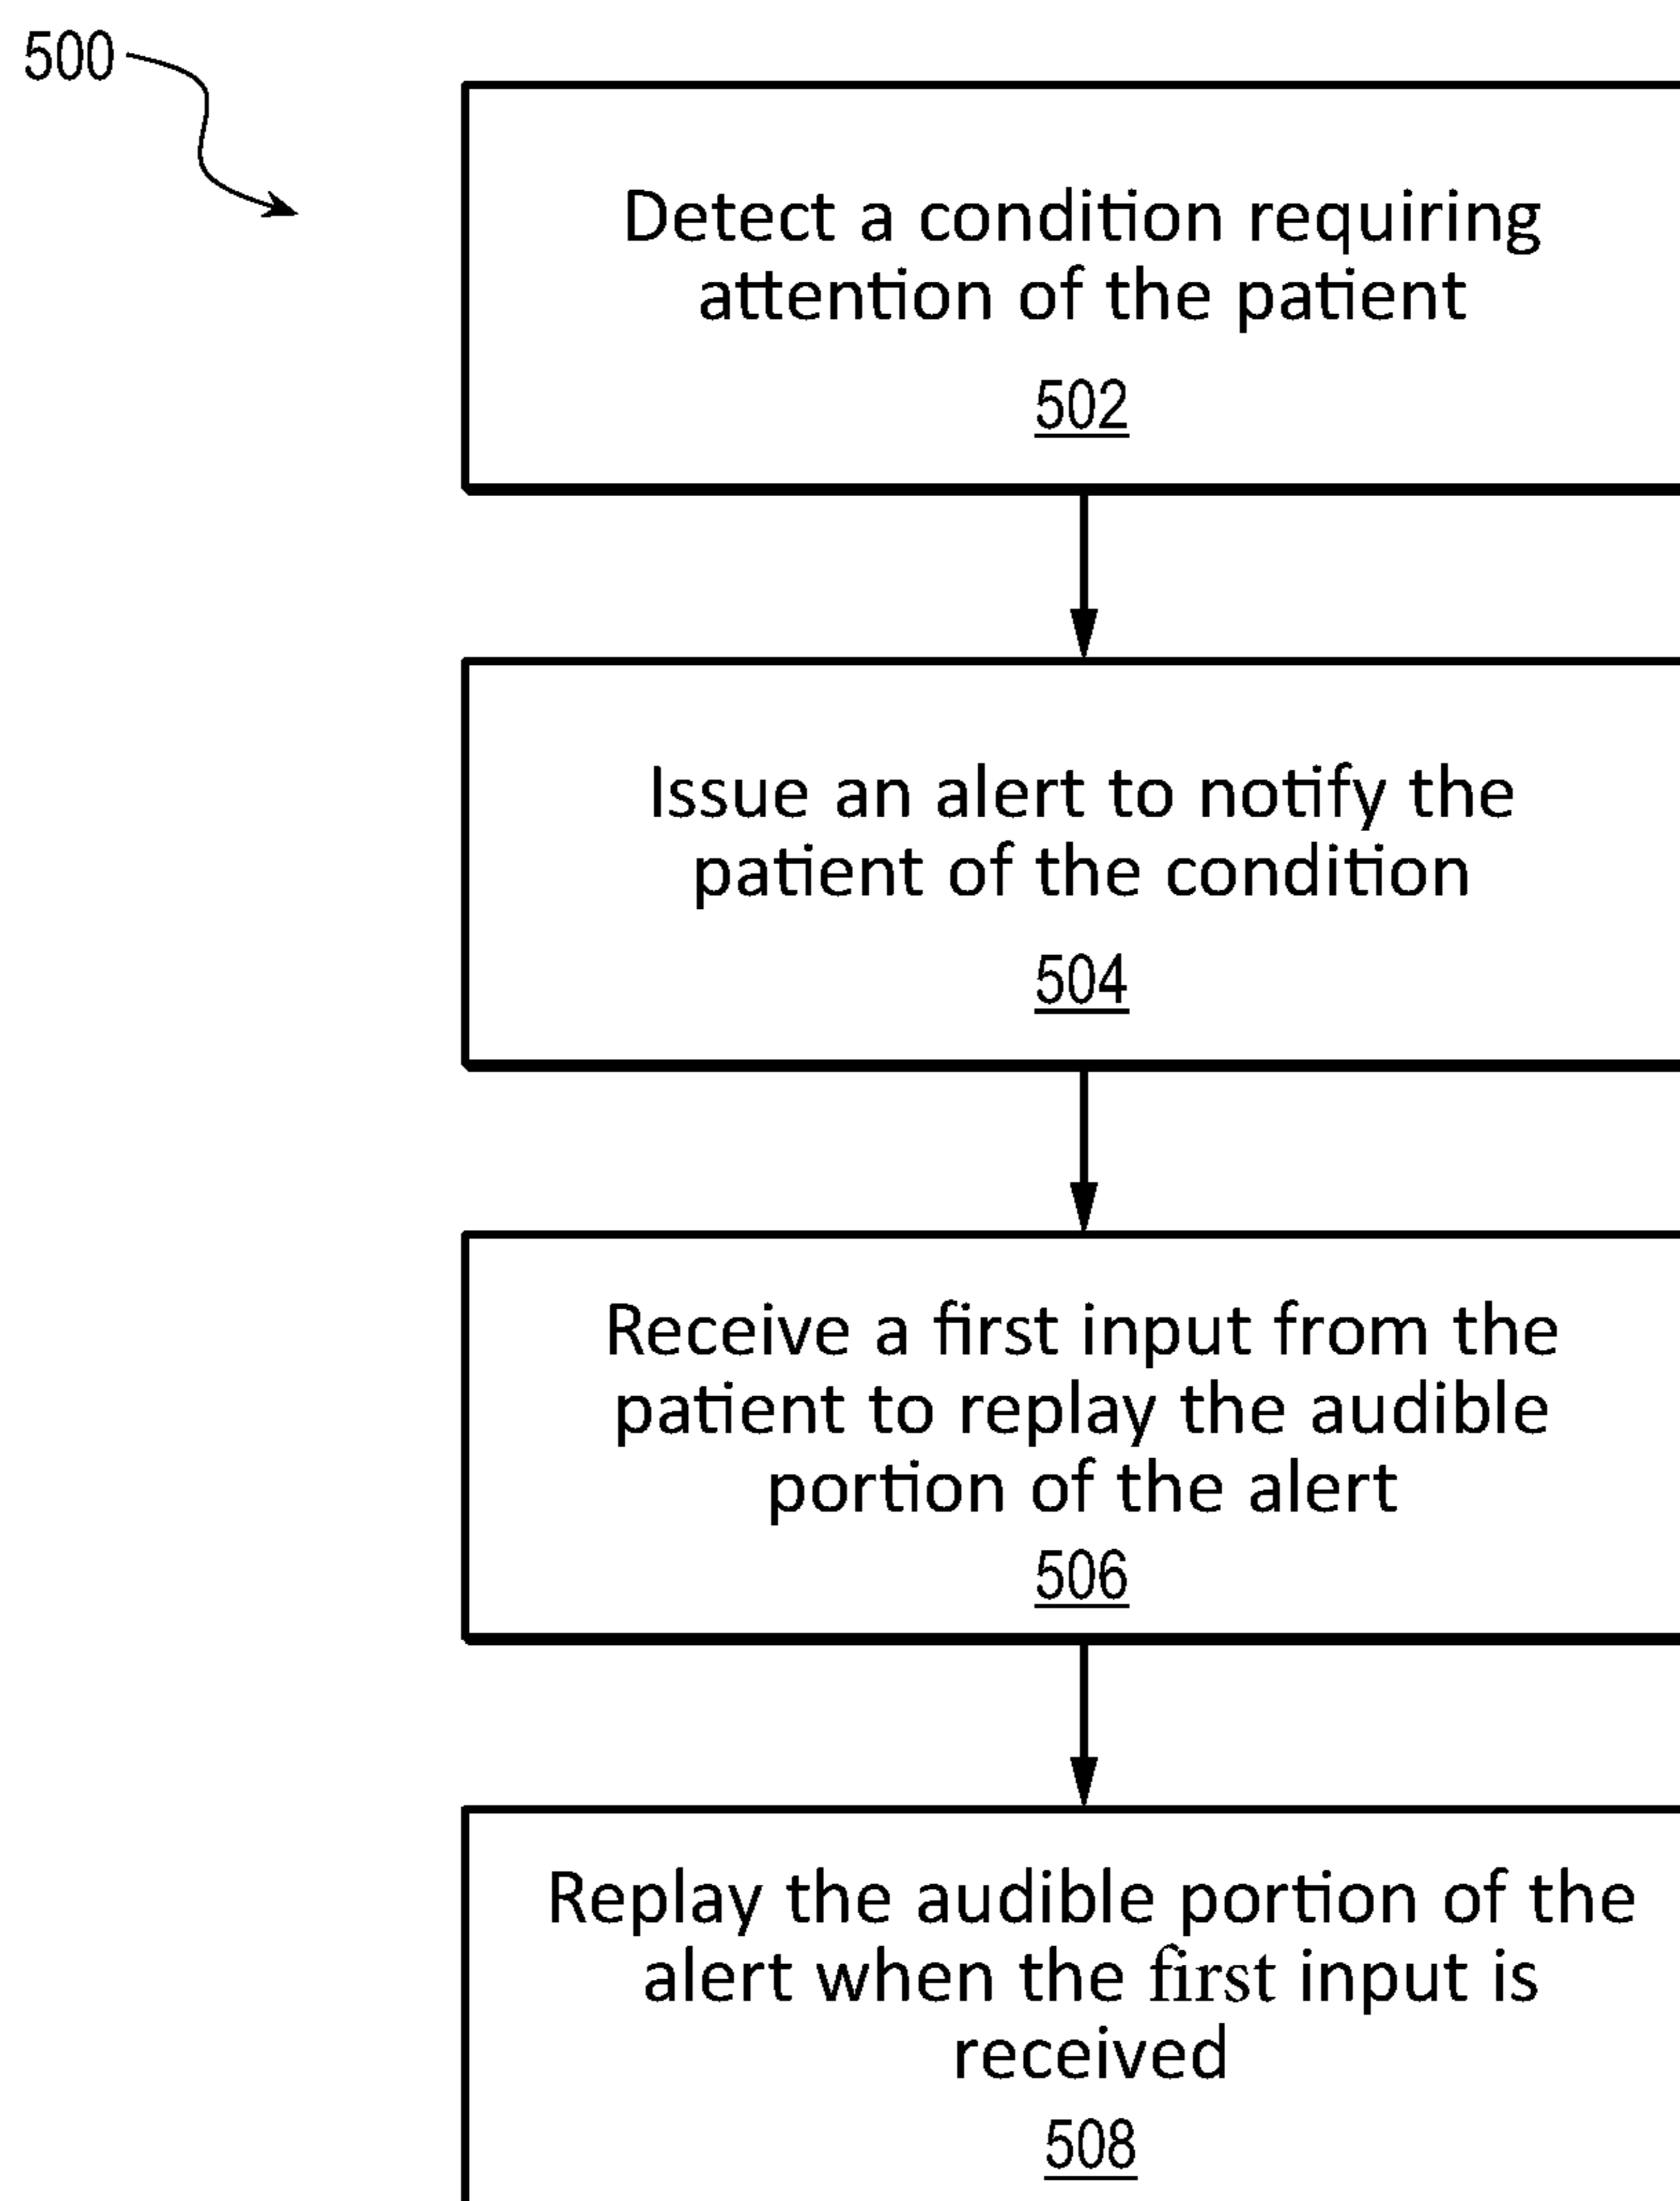 500
Detect a condition requiring
attention of the patient
502
Issue an alert to notify the
patient of the condition
504
Receive a first input from the
patient to replay the audible
portion of the alert
506
Replay the audible portion of the
alert when the first input is
received
508